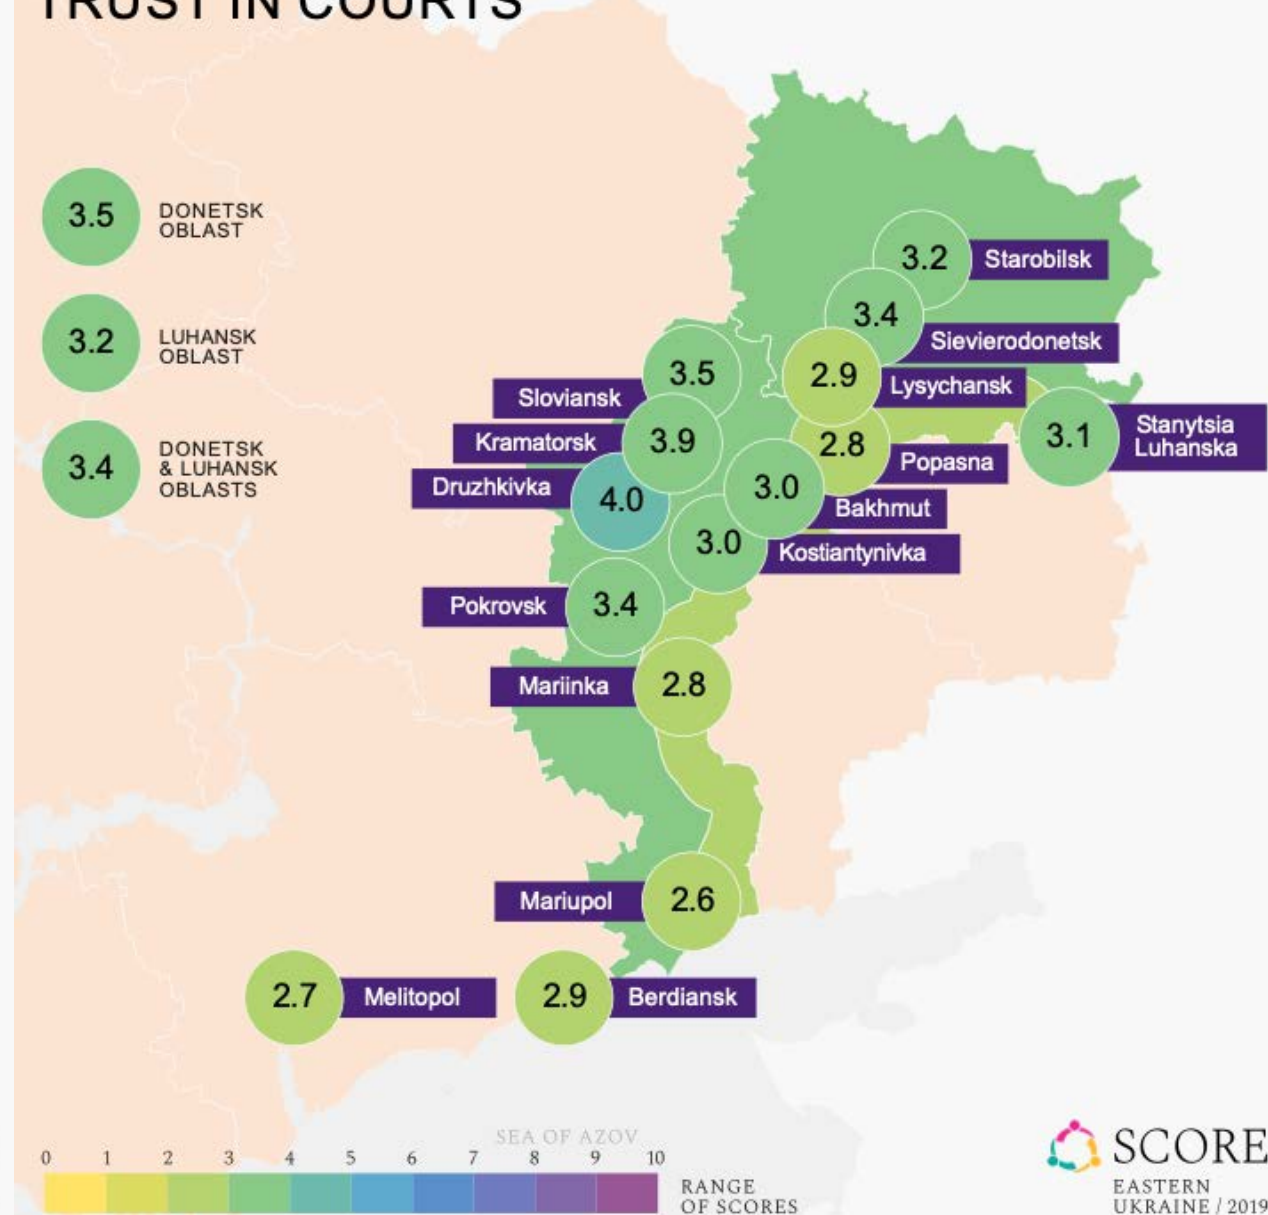 TRUST IN COURTS
3.5
DONETSK
OBLAST
3.2
LUHANSK
OBLAST
3.4
DONETSK
& LUHANSK
OBLASTS
3.2
Starobilsk
3.4
Sievierodonetsk
2.9
Lysychansk
3.5
Sloviansk
3.1
Stanytsia
Luhanska
3.9
Kramatorsk
2.8
Popasna
4.0
Druzhkivka
3.0
Bakhmut
3.0
Kostiantynivka
3.4
Pokrovsk
2.8
Mariinka
2.6
Mariupol
2.7
Melitopol
2.9
Berdiansk
SEA OF AZOV
0 1 2 3 4 5 6 7 8 9 10
RANGE
OF SCORES
SCORE
EASTERN
UKRAINE / 2019